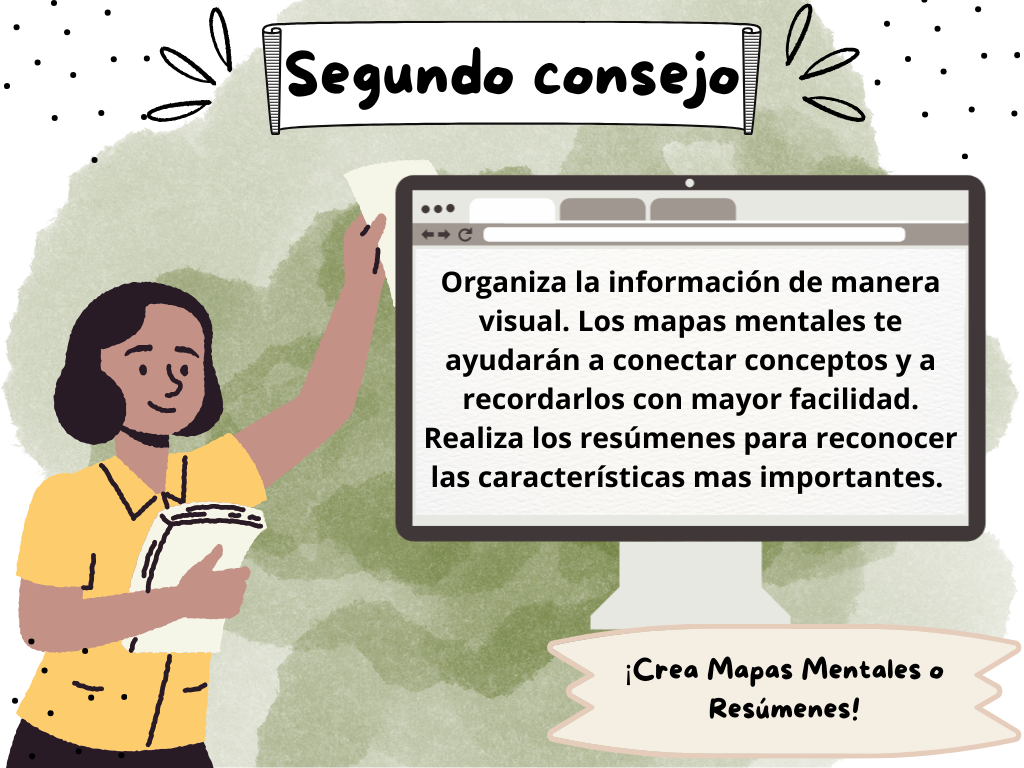 Segundo consejo
Organiza la información de manera
visual. Los mapas mentales te
ayudarán a conectar conceptos y a
recordarlos con mayor facilidad.
Realiza los resúmenes para reconocer
las características mas importantes.
¡Crea Mapas Mentales o
Resúmenes!